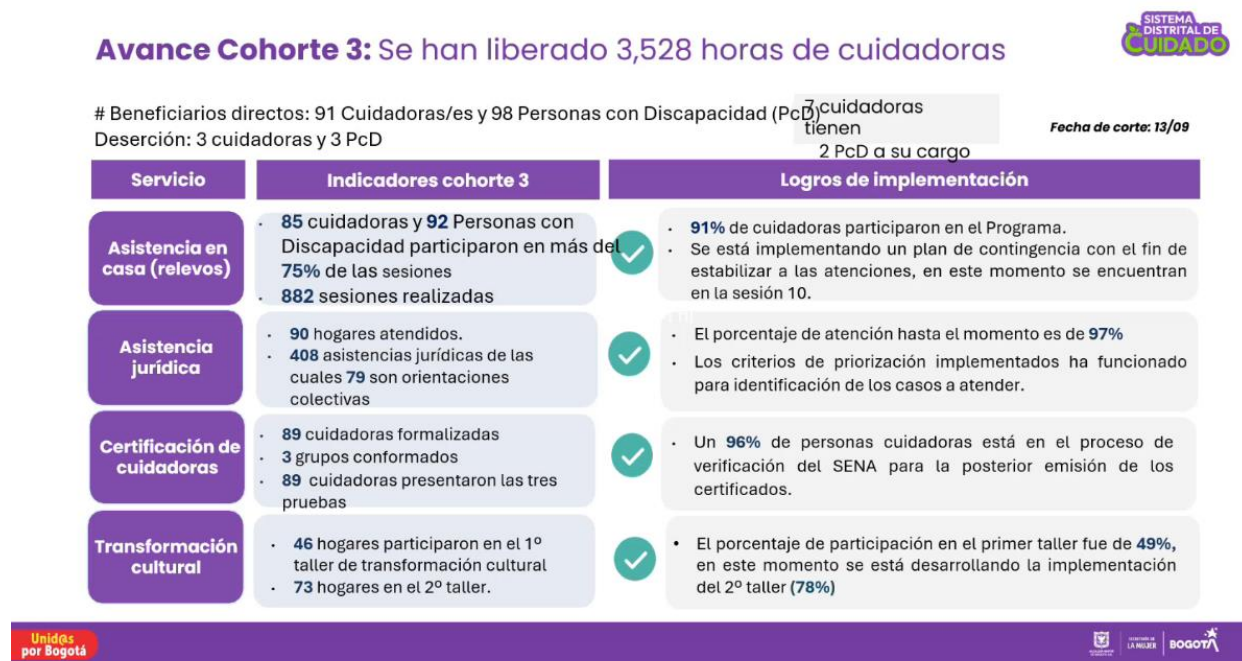 SISTEMA
DISTRITAL DE
CUIDADO
Avance Cohorte 3: Se han liberado 3,528 horas de cuidadoras
# Beneficiarios directos: 91 Cuidadoras/es y 98 Personas con Discapacidad (PcD)
Deserción: 3 cuidadoras y 3 PcD
7 cuidadoras
tienen
2 PcD a su cargo
Fecha de corte: 13/09
Servicio
Indicadores cohorte 3
Logros de implementación
Asistencia en
casa (relevos)
· 85 cuidadoras y 92 Personas con
Discapacidad participaron en más del
75% de las sesiones
· 882 sesiones realizadas
· 91% de cuidadoras participaron en el Programa.
· Se está implementando un plan de contingencia con el fin de
estabilizar a las atenciones, en este momento se encuentran
en la sesión 10.
Asistencia
jurídica
· 90 hogares atendidos.
· 408 asistencias jurídicas de las
cuales 79 son orientaciones
colectivas
· El porcentaje de atención hasta el momento es de 97%
· Los criterios de priorización implementados ha funcionado
para identificación de los casos a atender.
Certificación de
cuidadoras
· 89 cuidadoras formalizadas
· 3 grupos conformados
· 89 cuidadoras presentaron las tres
pruebas
· Un 96% de personas cuidadoras está en el proceso de
verificación del SENA para la posterior emisión de los
certificados.
Transformación
cultural
· 46 hogares participaron en el 1º
taller de transformación cultural
· 73 hogares en el 2º taller.
• El porcentaje de participación en el primer taller fue de 49%,
en este momento se está desarrollando la implementación
del 2º taller (78%)
Unid@s
por Bogotá
LA MUJER
BOGOTÁ